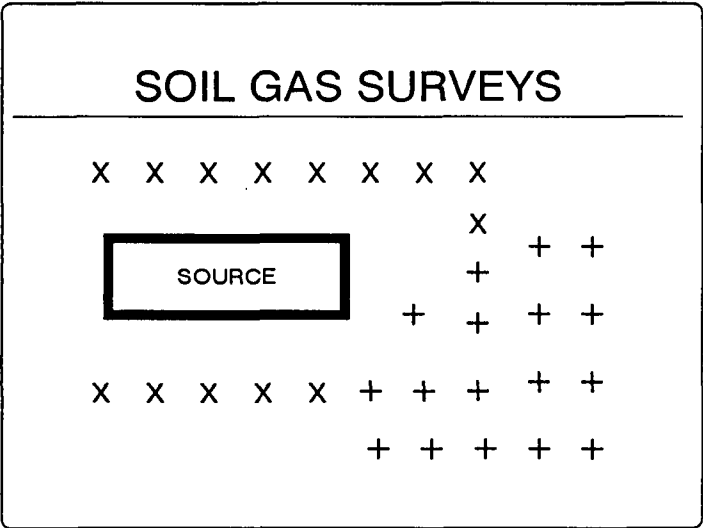 SOIL GAS SURVEYS
X X X X X X X X
X
+ +
SOURCE
+
+ + + +
X X X X X + + + + +
+ + + + +